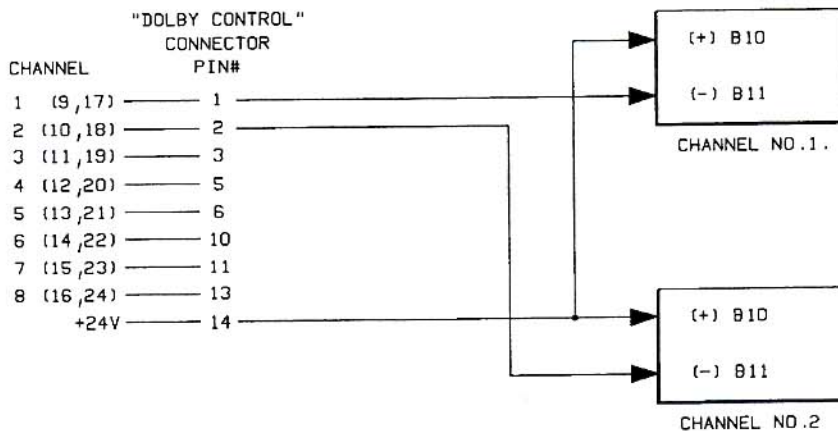 "DOLBY CONTROL"
CONNECTOR
CHANNEL PIN#
1 (9,17) 1
2 (10,18) 2
3 (11,19) 3
4 (12,20) 5
5 (13,21) 6
6 (14,22) 10
7 (15,23) 11
8 (16,24) 13
+24V 14
(+) B10
(-) B11
CHANNEL NO.1.
(+) B10
(-) B11
CHANNEL NO.2